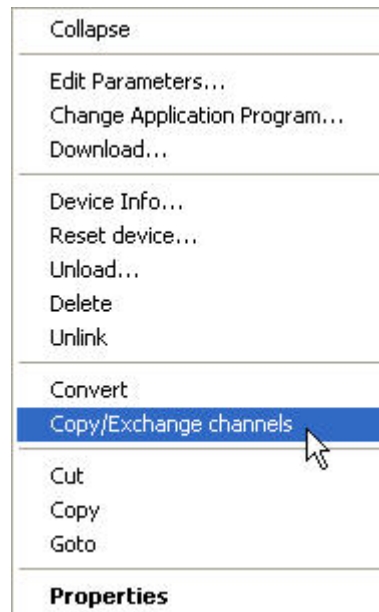 Collapse
Edit Parameters...
Change Application Program...
Download...
Device Info...
Reset device...
Unload...
Delete
Unlink
Convert
Copy/Exchange channels
Cut
Copy
Goto
Properties